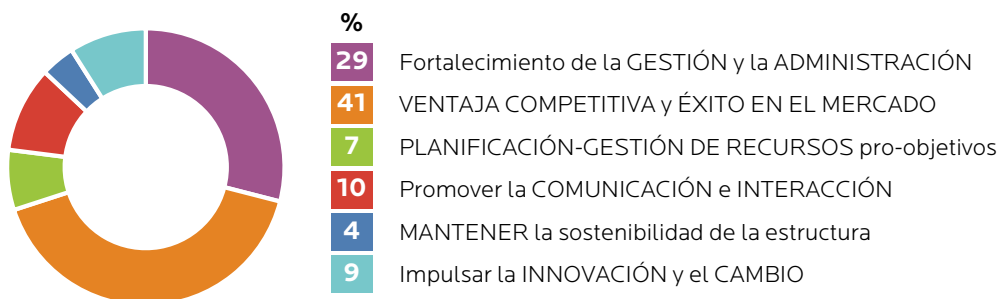 %
29 Fortalecimiento de la GESTIÓN y la ADMINISTRACIÓN
41 VENTAJA COMPETITIVA y ÉXITO EN EL MERCADO
7 PLANIFICACIÓN-GESTIÓN DE RECURSOS pro-objetivos
10 Promover la COMUNICACIÓN e INTERACCIÓN
4 MANTENER la sostenibilidad de la estructura
9 Impulsar la INNOVACIÓN y el CAMBIO